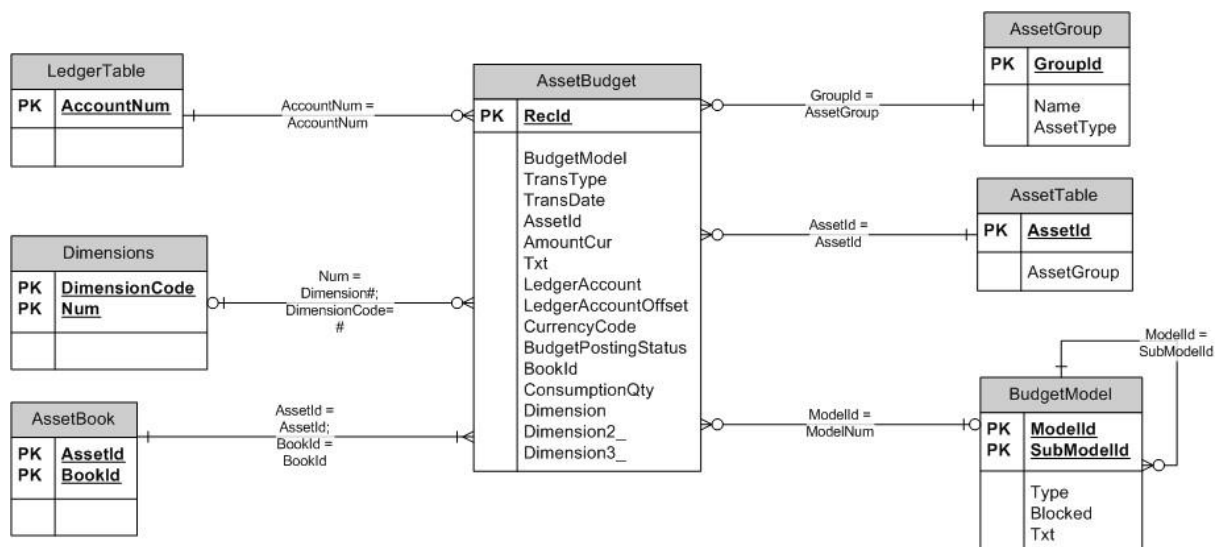 LedgerTable
PK AccountNum
AccountNum =
AccountNum
Dimensions
PK DimensionCode
PK Num
Num =
Dimension#;
DimensionCode=
#
AssetBook
PK AssetId
PK BookId
AssetId =
AssetId;
BookId =
BookId
AssetBudget
PK RecId
BudgetModel
TransType
TransDate
AssetId
AmountCur
Txt
LedgerAccount
LedgerAccountOffset
CurrencyCode
BudgetPostingStatus
BookId
ConsumptionQty
Dimension
Dimension2_
Dimension3_
GroupId =
AssetGroup
AssetGroup
PK GroupId
Name
AssetType
AssetId =
AssetId
AssetTable
PK AssetId
AssetGroup
ModelId =
SubModelId
ModelId =
ModelNum
BudgetModel
PK ModelId
PK SubModelId
Type
Blocked
Txt